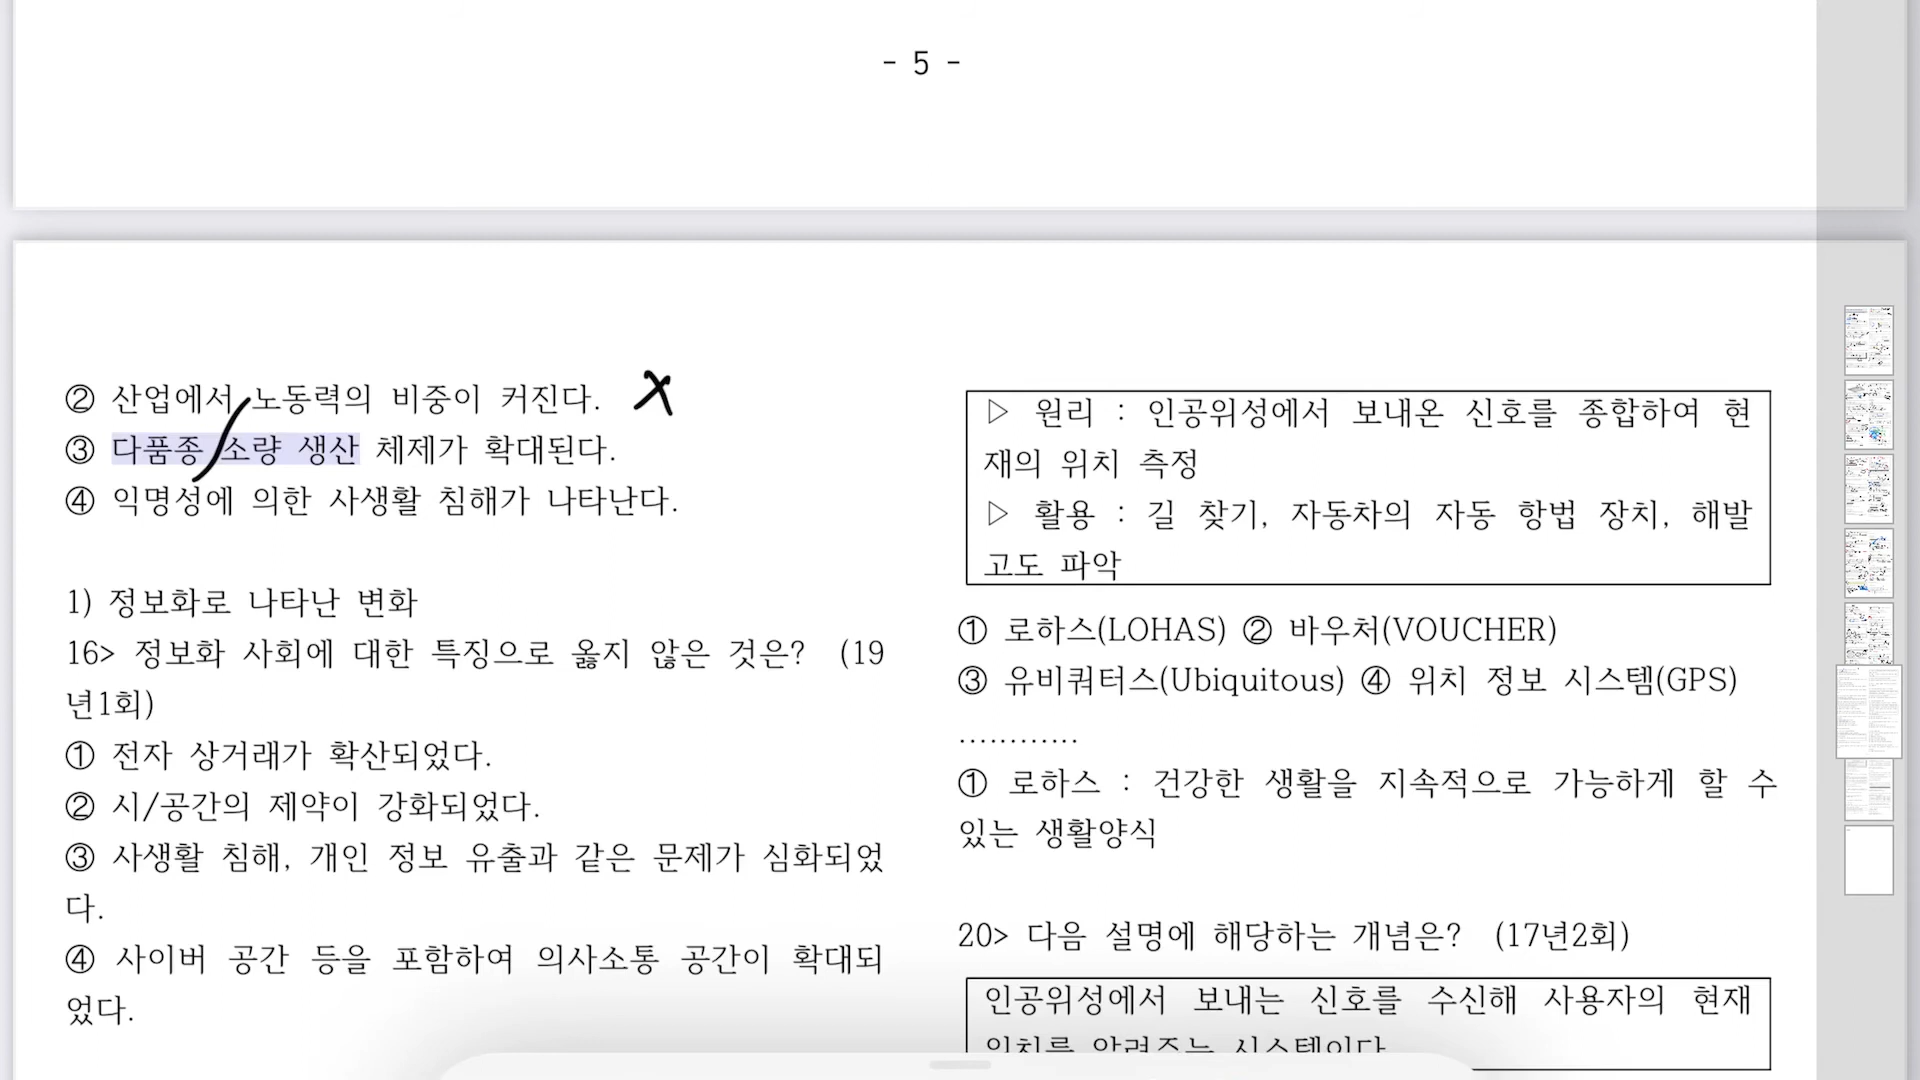 - 5 -
② 산업에서 노동력의 비중이 커진다. X
③ 다품종 소량 생산 체제가 확대된다.
④ 익명성에 의한 사생활 침해가 나타난다.
1) 정보화로 나타난 변화
16> 정보화 사회에 대한 특징으로 옳지 않은 것은? (19
년1회)
① 전자 상거래가 확산되었다.
② 시/공간의 제약이 강화되었다.
③ 사생활 침해, 개인 정보 유출과 같은 문제가 심화되었
다.
④ 사이버 공간 등을 포함하여 의사소통 공간이 확대되
었다.
▷ 원리 : 인공위성에서 보내온 신호를 종합하여 현
재의 위치 측정
▷ 활용 : 길 찾기, 자동차의 자동 항법 장치, 해발
고도 파악
① 로하스(LOHAS) ② 바우처(VOUCHER)
③ 유비쿼터스(Ubiquitous) ④ 위치 정보 시스템(GPS)
............
① 로하스 : 건강한 생활을 지속적으로 가능하게 할 수
있는 생활양식
20> 다음 설명에 해당하는 개념은? (17년2회)
인공위성에서 보내는 신호를 수신해 사용자의 현재
위치를 알려주는 시스템이다